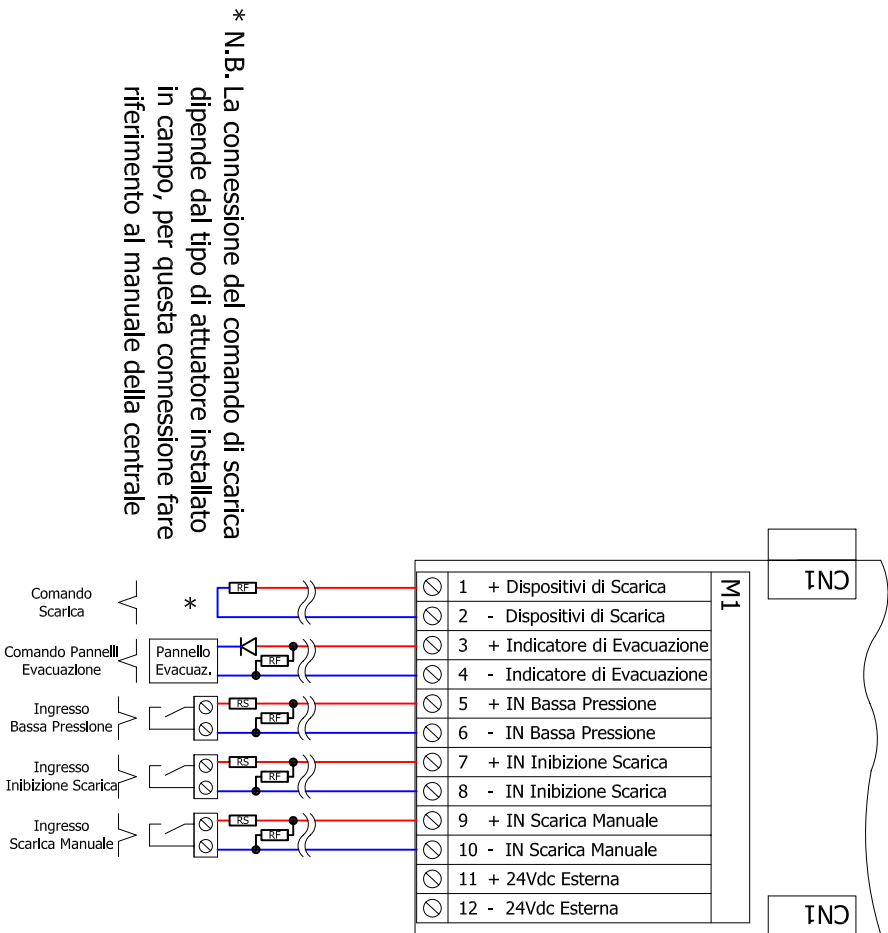 * N.B. La connessione del comando di scarica
dipende dal tipo di attuatore installato
in campo, per questa connessione fare
riferimento al manuale della centrale
CN1
M1
Comando
Scarica
*
RF
1 + Dispositivi di Scarica
2 - Dispositivi di Scarica
Comando Pannelli
Evacuazione
Pannello
Evacuaz.
RF
3 + Indicatore di Evacuazione
4 - Indicatore di Evacuazione
Ingresso
Bassa Pressione
RS
RF
5 + IN Bassa Pressione
6 - IN Bassa Pressione
Ingresso
Inibizione Scarica
RS
RF
7 + IN Inibizione Scarica
8 - IN Inibizione Scarica
Ingresso
Scarica Manuale
RS
RF
9 + IN Scarica Manuale
10 - IN Scarica Manuale
11 + 24Vdc Esterna
12 - 24Vdc Esterna
CN1